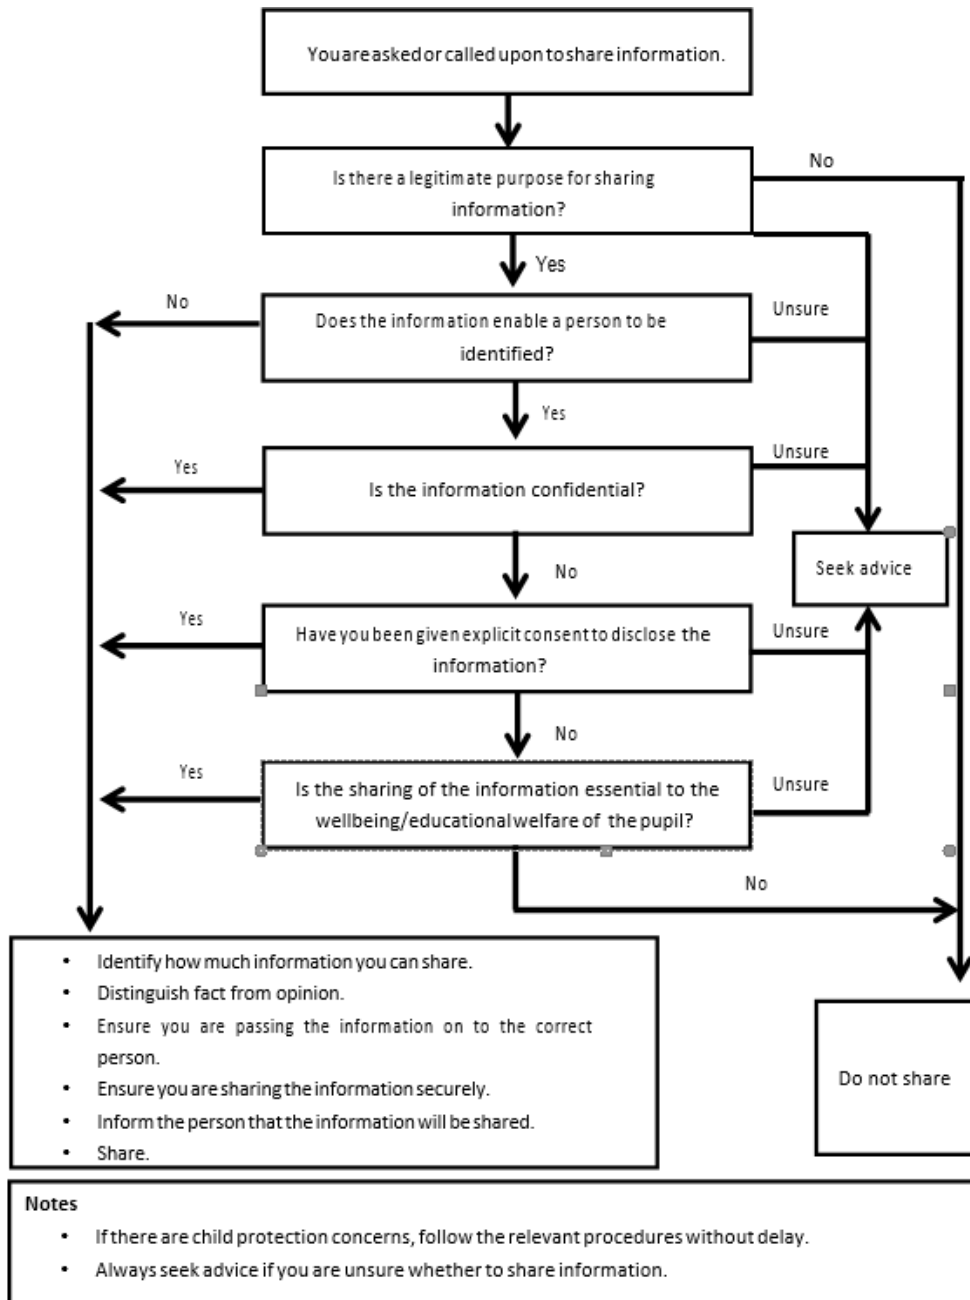 You are asked or called upon to share information.
Is there a legitimate purpose for sharing
information?
No
Yes
No
Does the information enable a person to be
identified?
Unsure
Yes
Yes
Is the information confidential?
Unsure
No
Seek advice
Yes
Have you been given explicit consent to disclose the
information?
Unsure
No
Yes
Is the sharing of the information essential to the
wellbeing/educational welfare of the pupil?
Unsure
No
• Identify how much information you can share.
• Distinguish fact from opinion.
• Ensure you are passing the information on to the correct
person.
• Ensure you are sharing the information securely.
• Inform the person that the information will be shared.
• Share.
Do not share
Notes
• If there are child protection concerns, follow the relevant procedures without delay.
• Always seek advice if you are unsure whether to share information.